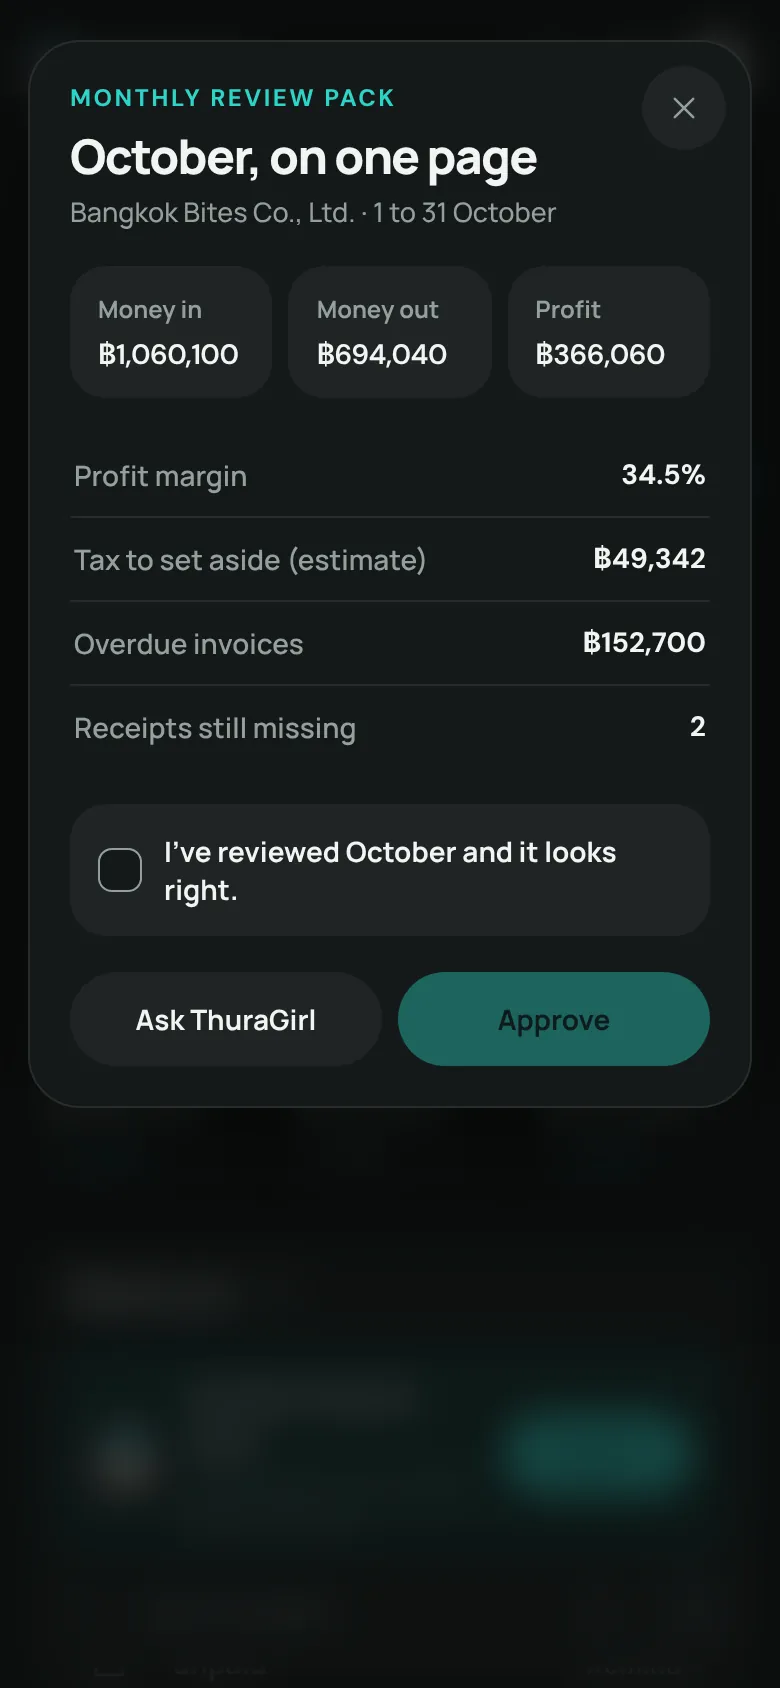 MONTHLY REVIEW PACK
October, on one page
Bangkok Bites Co., Ltd. · 1 to 31 October
Money in
฿1,060,100
Money out
฿694,040
Profit
฿366,060
Profit margin
34.5%
Tax to set aside (estimate)
฿49,342
Overdue invoices
฿152,700
Receipts still missing
2
I’ve reviewed October and it looks
right.
Ask ThuraGirl
Approve